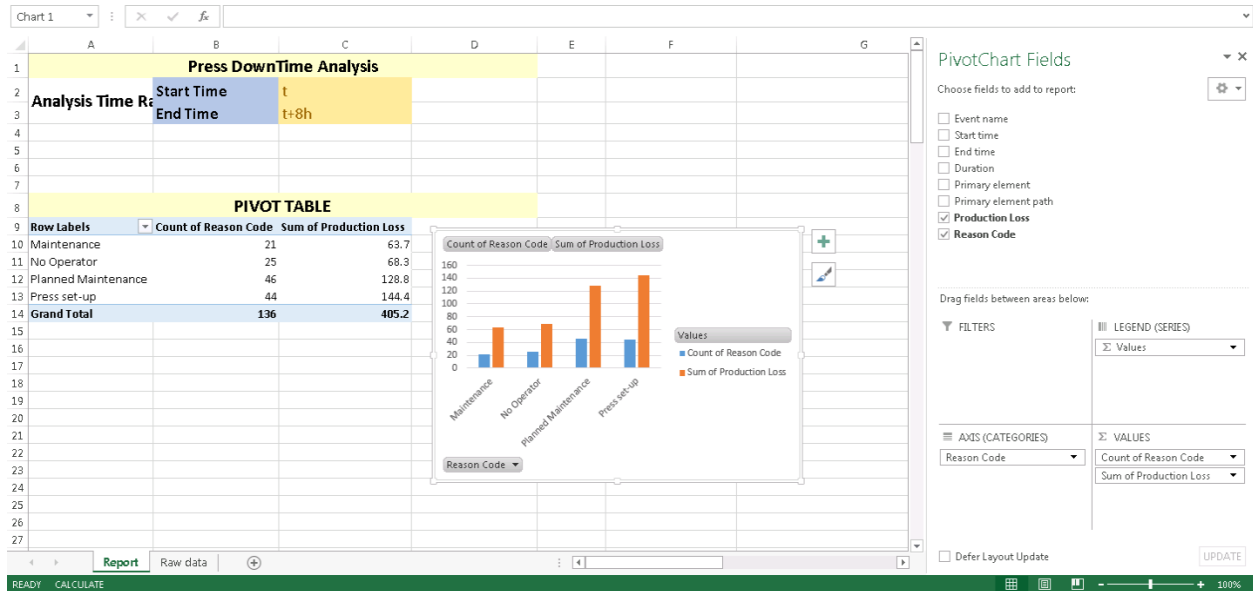 Chart 1
fx
A B C D E F G
1 Press DownTime Analysis
2 Analysis Time Ra Start Time t
3 End Time t+8h
4
5
6
7
8 PIVOT TABLE
9 Row Labels Count of Reason Code Sum of Production Loss
10 Maintenance 21 63.7
11 No Operator 25 68.3
12 Planned Maintenance 46 128.8
13 Press set-up 44 144.4
14 Grand Total 136 405.2
15
16
17
18
19
20
21
22
23
24
25
26
27
Count of Reason Code Sum of Production Loss
160
140
120
100
80
60
40
20
0
Maintenance
No Operator
Planned Maintenance
Press set-up
Values
Count of Reason Code
Sum of Production Loss
Reason Code
PivotChart Fields
Choose fields to add to report:
Event name
Start time
End time
Duration
Primary element
Primary element path
Production Loss
Reason Code
Drag fields between areas below:
FILTERS
LEGEND (SERIES)
Σ Values
AXIS (CATEGORIES)
Reason Code
Σ VALUES
Count of Reason Code
Sum of Production Loss
Defer Layout Update UPDATE
Report Raw data
READY CALCULATE 100%